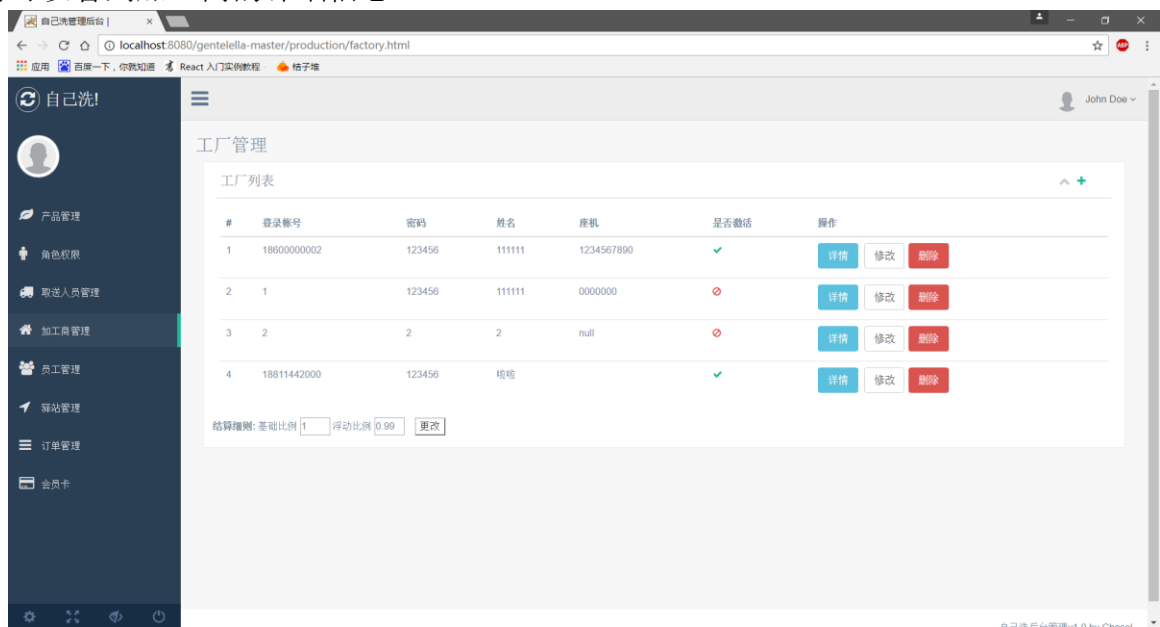 自己洗管理后台 |
localhost:8080/gentelella-master/production/factory.html
ABP
应用 百度一下,你就知道 React 入门实例教程 桔子堆
自己洗!
John Doe
工厂管理
工厂列表
产品管理
角色权限
取送人员管理
加工商管理
员工管理
驿站管理
订单管理
会员卡
# 登录帐号 密码 姓名 座机 是否激活 操作
1 18600000002 123456 111111 1234567890 详情 修改 删除
2 1 123456 111111 0000000 详情 修改 删除
3 2 2 2 null 详情 修改 删除
4 18811442000 123456 啦啦 详情 修改 删除
结算细则: 基础比例 1 浮动比例 0.99 更改